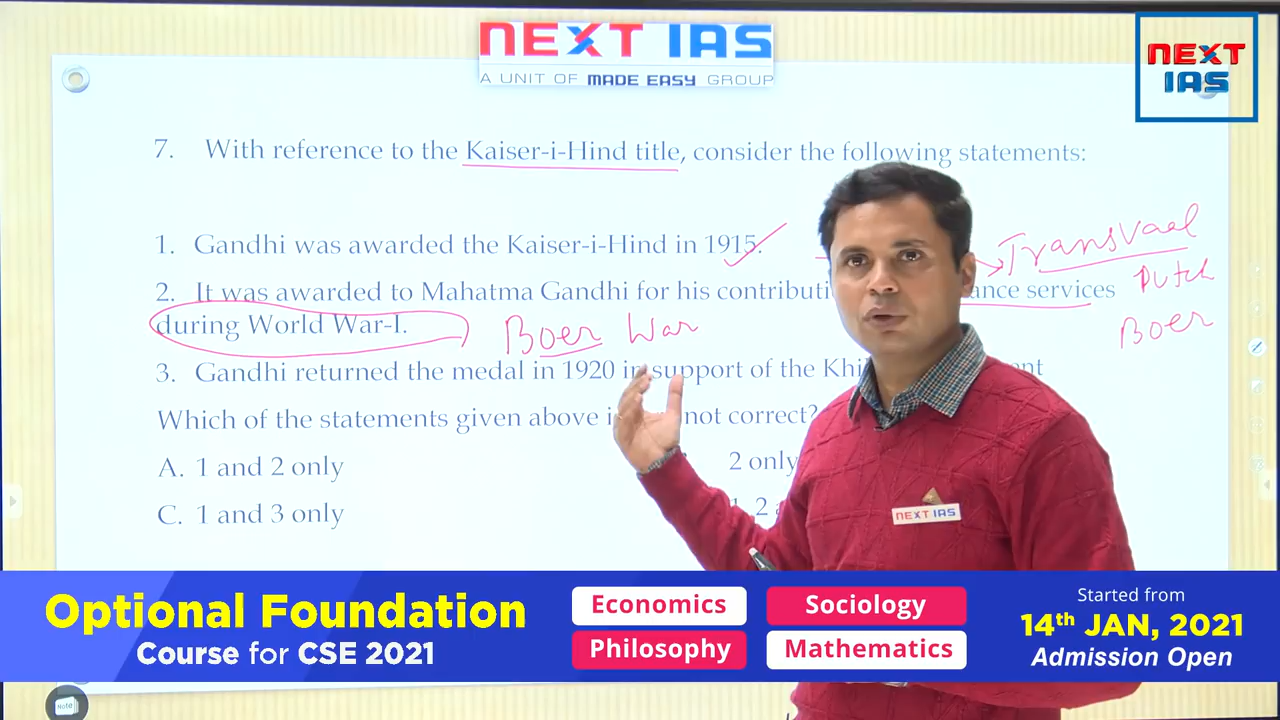 NEXT IAS
A UNIT OF MADE EASY GROUP
NEXT
IAS
7. With reference to the Kaiser-i-Hind title, consider the following statements:
1. Gandhi was awarded the Kaiser-i-Hind in 1915.
Transvaal
2. It was awarded to Mahatma Gandhi for his services
Dutch
during World War-I.
Boer War
Boer
3. Gandhi returned the medal in 1920 in support of the
Which of the statements given above not correct?
A. 1 and 2 only
2 only
C. 1 and 3 only
1, 2
NEXT IAS
Optional Foundation
Course for CSE 2021
Economics
Sociology
Philosophy
Mathematics
Started from
14th JAN, 2021
Admission Open
Note